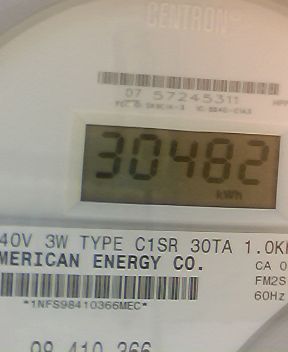 CENTRON®
07 57245311
30482
kWh
40V 3W TYPE C1SR 30TA 1.0K
MERICAN ENERGY CO.
CA 0
FM2S
*1NFS98410366MEC*
60Hz
98 410 366